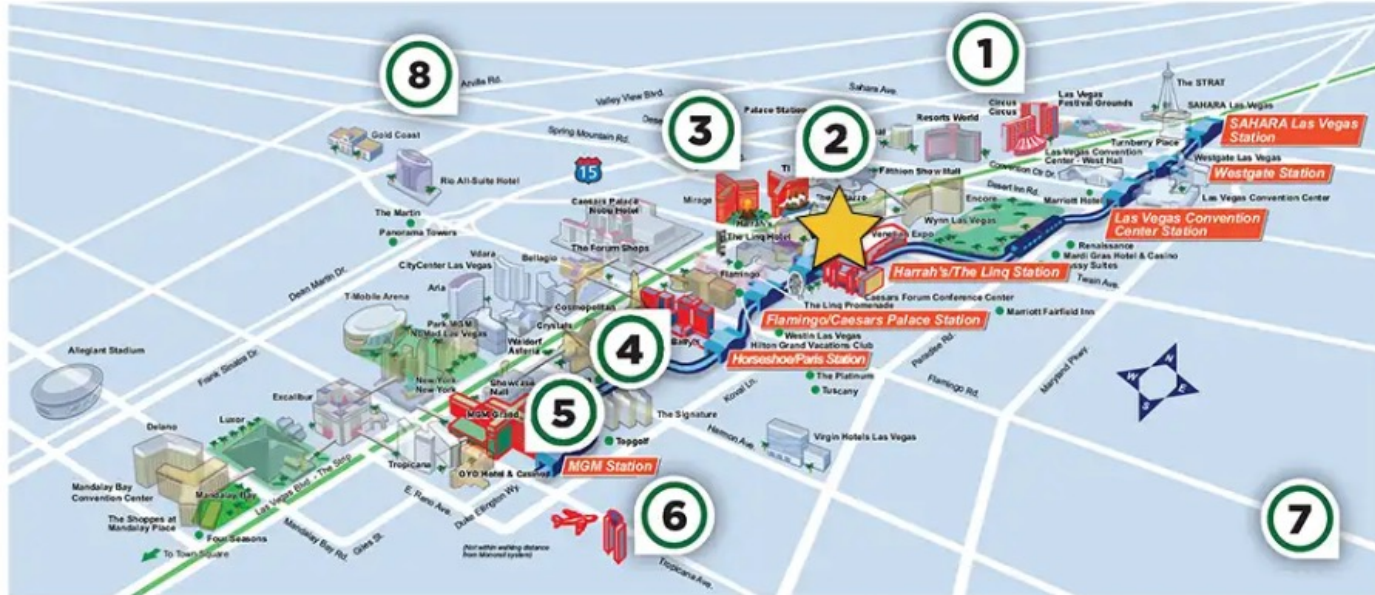 8
1
3
2
4
5
6
7
Arville Rd.
Valley View Blvd.
Sahara Ave.
Spring Mountain Rd.
Palace Station
Circus
Circus
Las Vegas
Festival Grounds
The STRAT
SAHARA Las Vegas
SAHARA Las Vegas
Station
Resorts World
Turnberry Place
Las Vegas Convention
Center - West Hall
Westgate Las Vegas
Westgate Station
Gold Coast
15
Rio All-Suite Hotel
Fashion Show Mall
Convention Ctr Dr.
Desert Inn Rd.
Encore
Wynn Las Vegas
Marriott Hotel
Las Vegas Convention Center
Las Vegas Convention
Center Station
The Martin
Panorama Towers
Caesars Palace
Nobu Hotel
Mirage
The Linq Hotel
The Forum Shops
Venetian Expo
Renaissance
Mardi Gras Hotel & Casino
Twain Ave.
Vdara
CityCenter Las Vegas
Bellagio
Flamingo
Harrah's/The Linq Station
Dean Martin Dr.
Aria
T-Mobile Arena
Cosmopolitan
Crystals
Park MGM
Waldorf
Astoria
Bally's
The Linq Promenade
Caesars Forum Conference Center
Marriott Fairfield Inn
Flamingo/Caesars Palace Station
Westin Las Vegas
Hilton Grand Vacations Club
Horseshoe/Paris Station
Paradise Rd.
Maryland Pkwy.
Flamingo Rd.
The Platinum
Tuscany
Koval Ln.
N
W
E
S
Allegiant Stadium
Frank Sinatra Dr.
New York
New York
Showcase
Mall
Excalibur
MGM Grand
The Signature
Harmon Ave.
Virgin Hotels Las Vegas
Topgolf
Luxor
Delano
Tropicana
OYO Hotel & Casino
MGM Station
Mandalay Bay
Convention Center
Mandalay Bay
Las Vegas Blvd. - The Strip
E. Reno Ave.
Duke Ellington Wy.
The Shoppes at
Mandalay Place
Four Seasons
To Town Square
Mandalay Bay Rd.
Giles St.
(Not within walking distance
from Monorail system)
Tropicana Ave.